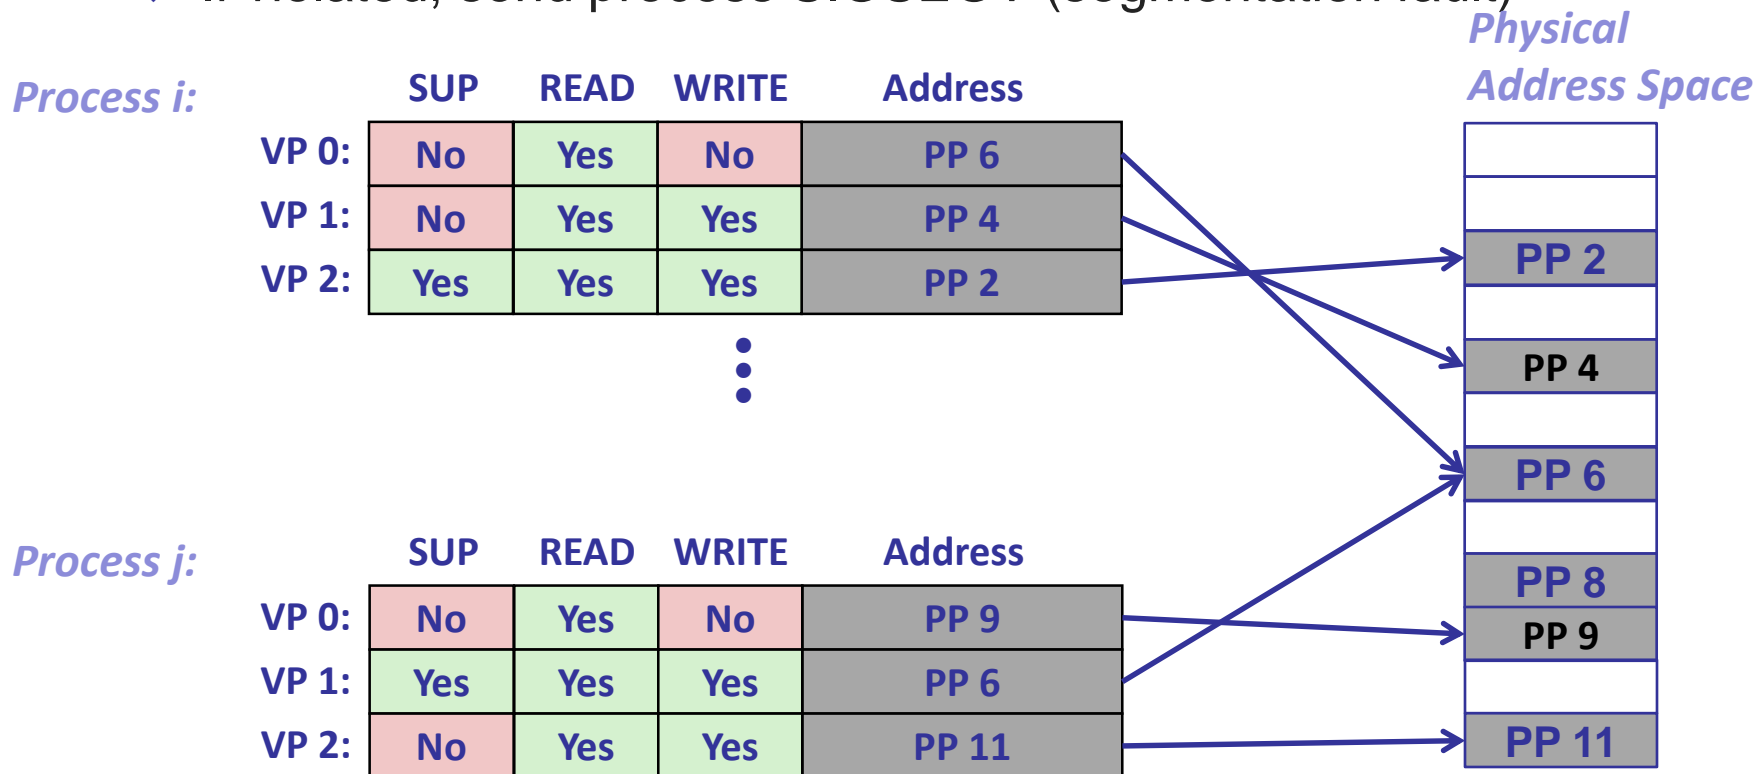 (segmentation fault)
Physical
Address Space
Process i:
SUP READ WRITE Address
VP 0: No Yes No PP 6
VP 1: No Yes Yes PP 4
VP 2: Yes Yes Yes PP 2
PP 2
PP 4
PP 6
PP 8
PP 9
PP 11
Process j:
SUP READ WRITE Address
VP 0: No Yes No PP 9
VP 1: Yes Yes Yes PP 6
VP 2: No Yes Yes PP 11